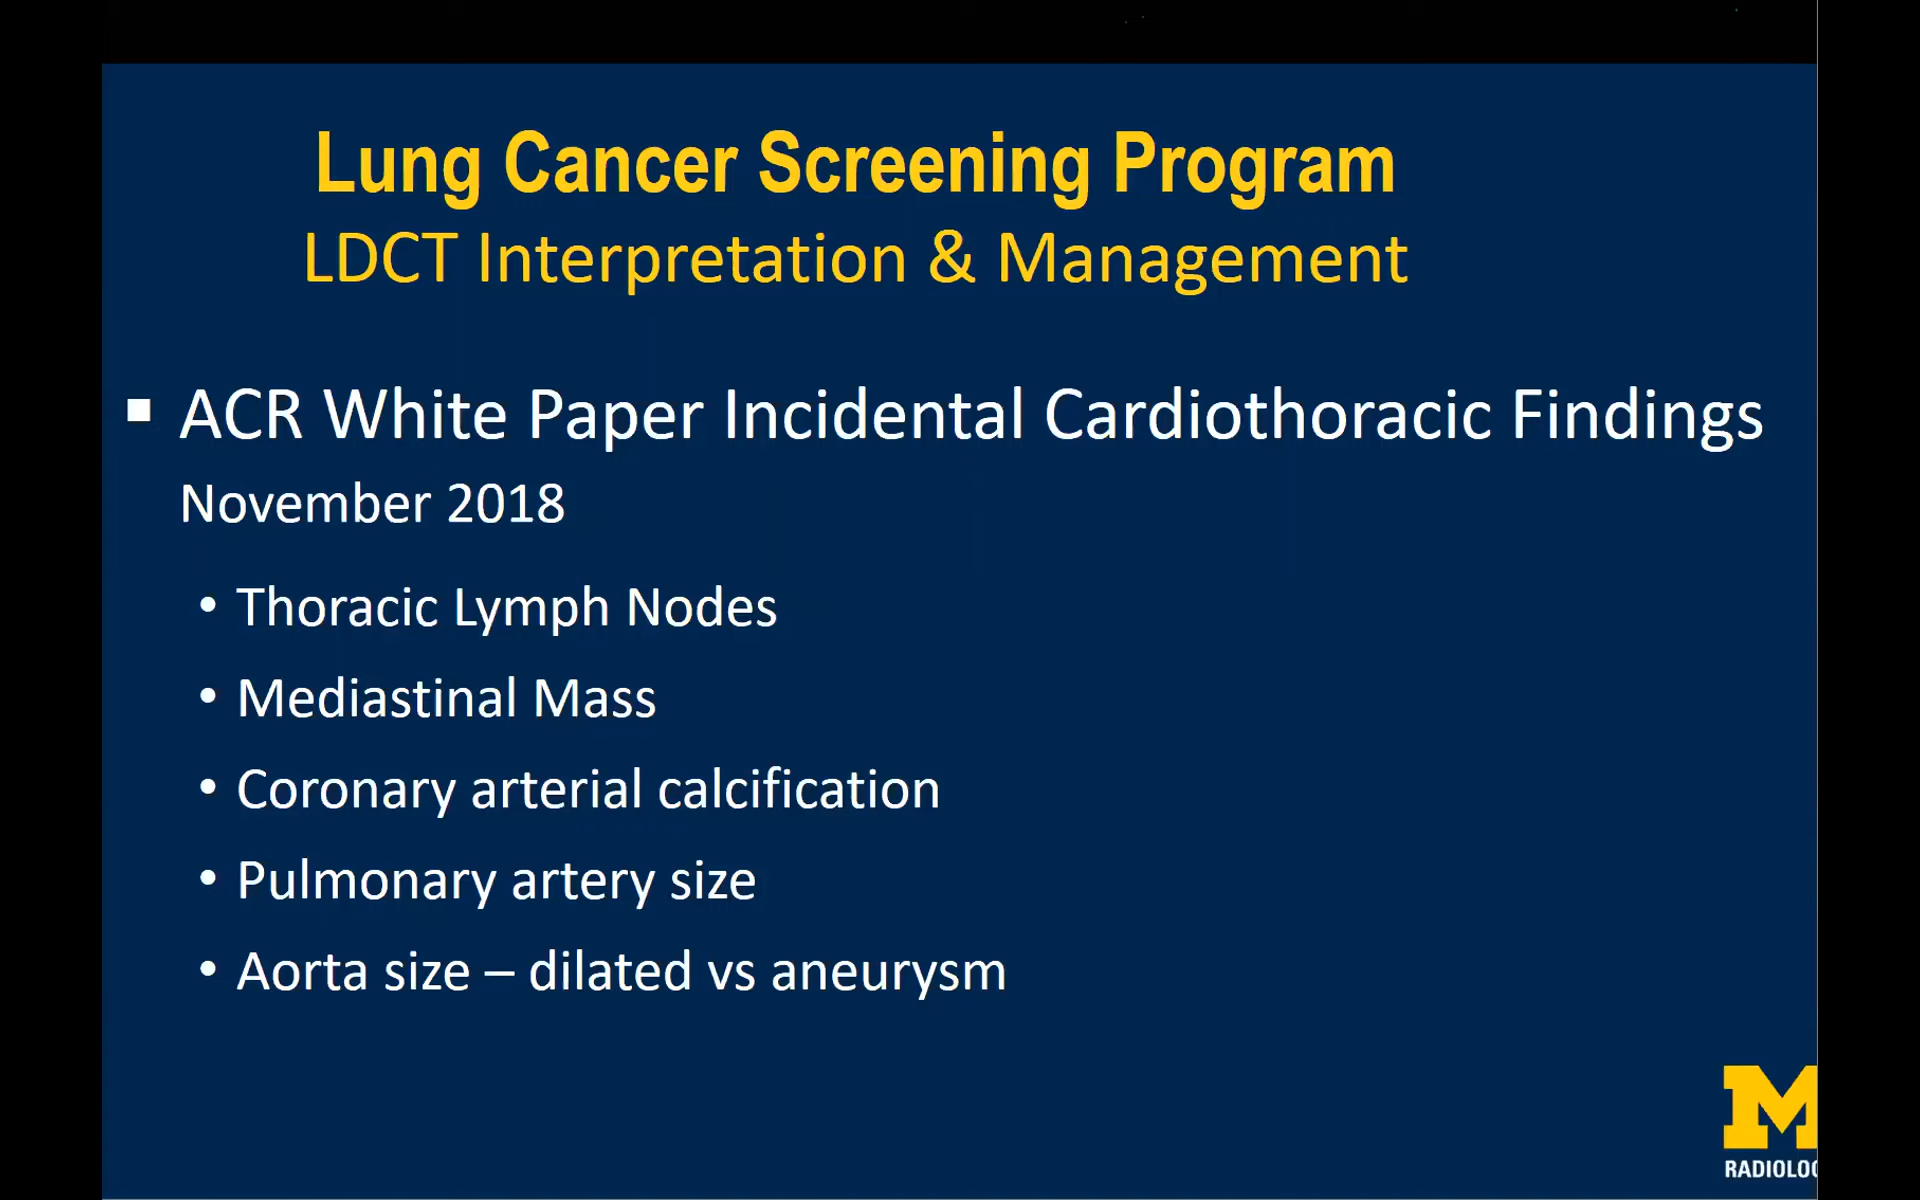 Lung Cancer Screening Program
LDCT Interpretation & Management
▪ ACR White Paper Incidental Cardiothoracic Findings
November 2018
• Thoracic Lymph Nodes
• Mediastinal Mass
• Coronary arterial calcification
• Pulmonary artery size
• Aorta size – dilated vs aneurysm
M
RADIOLO